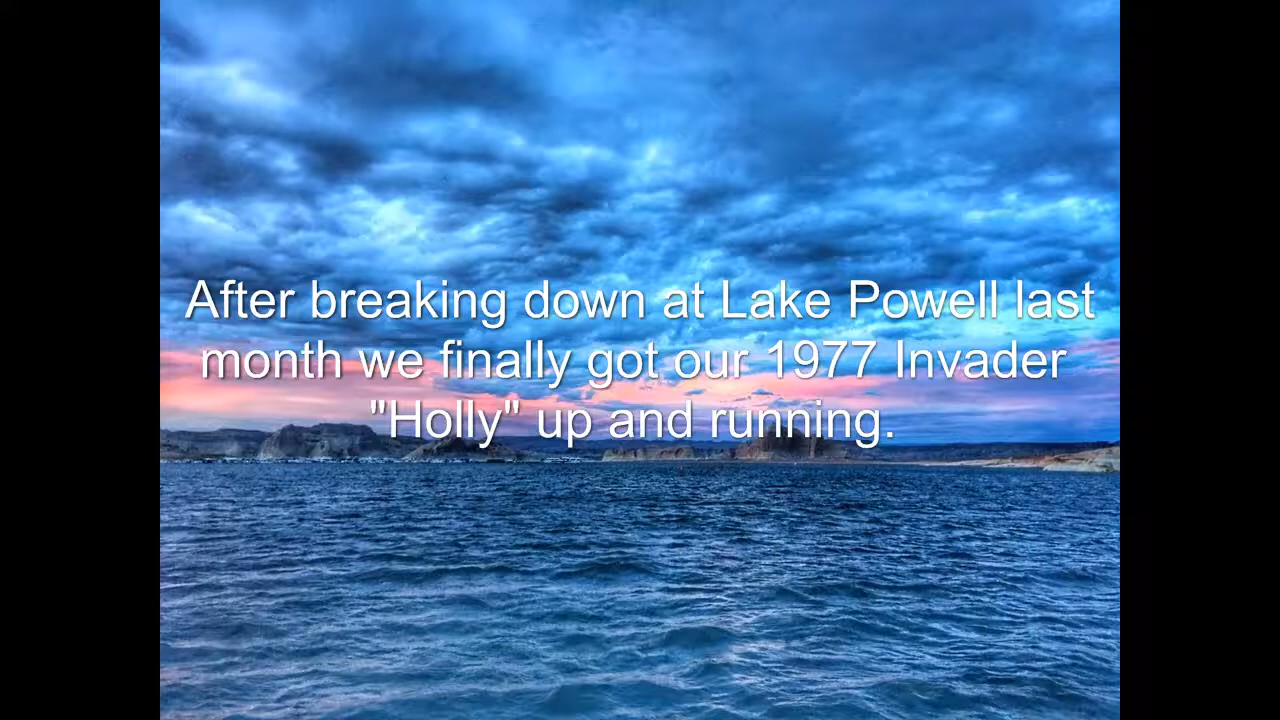 After breaking down at Lake Powell last
month we finally got our 1977 Invader
"Holly" up and running.